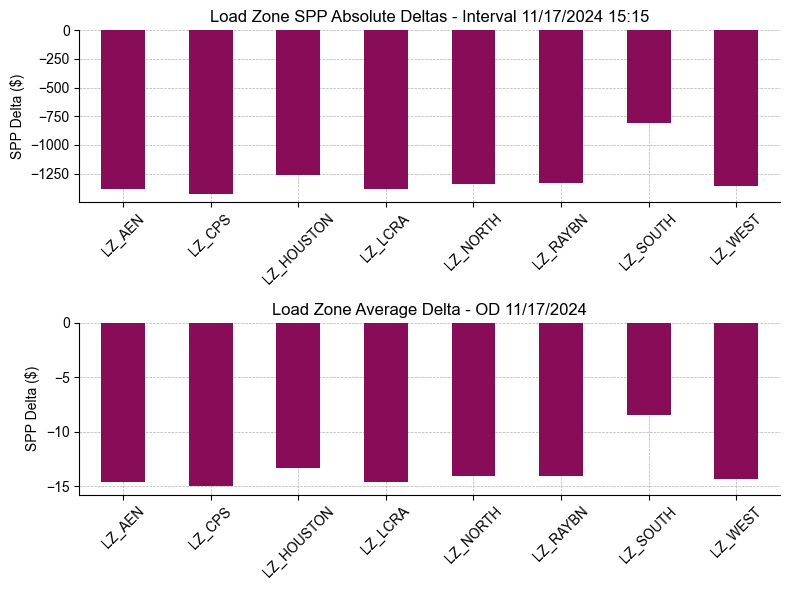 Load Zone SPP Absolute Deltas - Interval 11/17/2024 15:15
SPP Delta ($)
0
−250
−500
−750
−1000
−1250
LZ_AEN
LZ_CPS
LZ_HOUSTON
LZ_LCRA
LZ_NORTH
LZ_RAYBN
LZ_SOUTH
LZ_WEST
Load Zone Average Delta - OD 11/17/2024
SPP Delta ($)
0
−5
−10
−15
LZ_AEN
LZ_CPS
LZ_HOUSTON
LZ_LCRA
LZ_NORTH
LZ_RAYBN
LZ_SOUTH
LZ_WEST